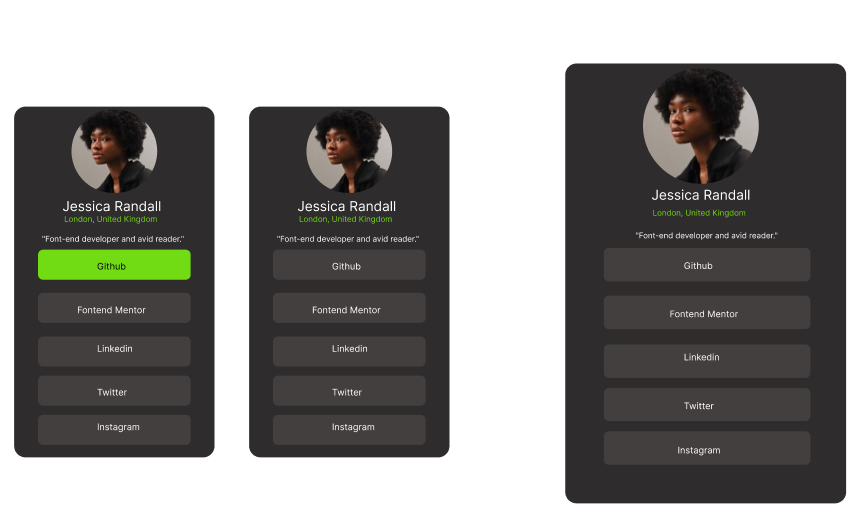 Jessica Randall
London, United Kingdom
"Font-end developer and avid reader."
Github
Fontend Mentor
Linkedin
Twitter
Instagram
Jessica Randall
London, United Kingdom
"Font-end developer and avid reader."
Github
Fontend Mentor
Linkedin
Twitter
Instagram
Jessica Randall
London, United Kingdom
"Font-end developer and avid reader."
Github
Fontend Mentor
Linkedin
Twitter
Instagram